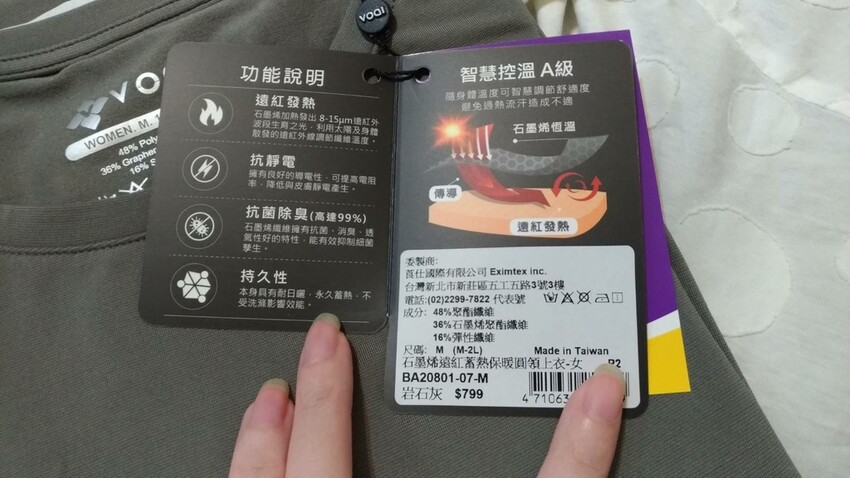 VOAI
VO
WOMEN. M. 1
48% Poly
36% Graphe
16% S
功能說明
遠紅發熱
石墨烯加熱發出 8-15μm遠紅外
波段生育之光，利用太陽及身體
散發的遠紅外線調節纖維溫度。
抗靜電
擁有良好的導電性，可提高電阻
率，降低與皮膚靜電產生。
抗菌除臭(高達99%)
石墨烯纖維擁有抗菌、消臭、透
氣性好的特性，能有效抑制細菌
孳生。
持久性
本身具有耐日曬，永久蓄熱，不
受洗滌影響效能。
智慧控溫 A級
隨身體溫度可智慧調節舒適度
避免過熱流汗造成不適
石墨烯恆溫
傳導
遠紅發熱
委製商:
莨仕國際有限公司 Eximtex inc.
台灣新北市新莊區五工五路3號3樓
電話:(02)2299-7822 代表號
成分: 48%聚酯纖維
36%石墨烯聚酯纖維
16%彈性纖維
尺碼: M (M-2L) Made in Taiwan
石墨烯遠紅蓄熱保暖圓領上衣-女 P2
BA20801-07-M
岩石灰 $799
4 71063